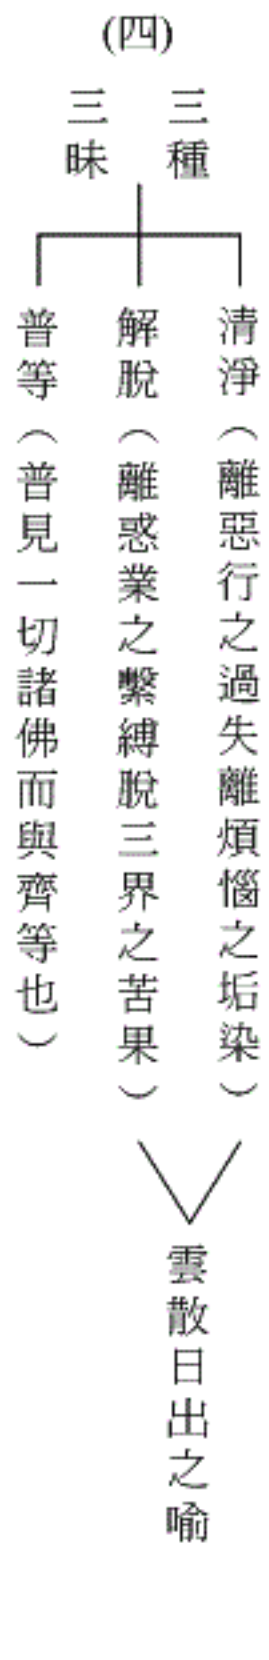 (四)
三種
三昧
清淨（離惡行之過失離煩惱之垢染）
解脫（離惑業之繫縛脫三界之苦果）
普等（普見一切諸佛而與齊等也）
雲散日出之喻